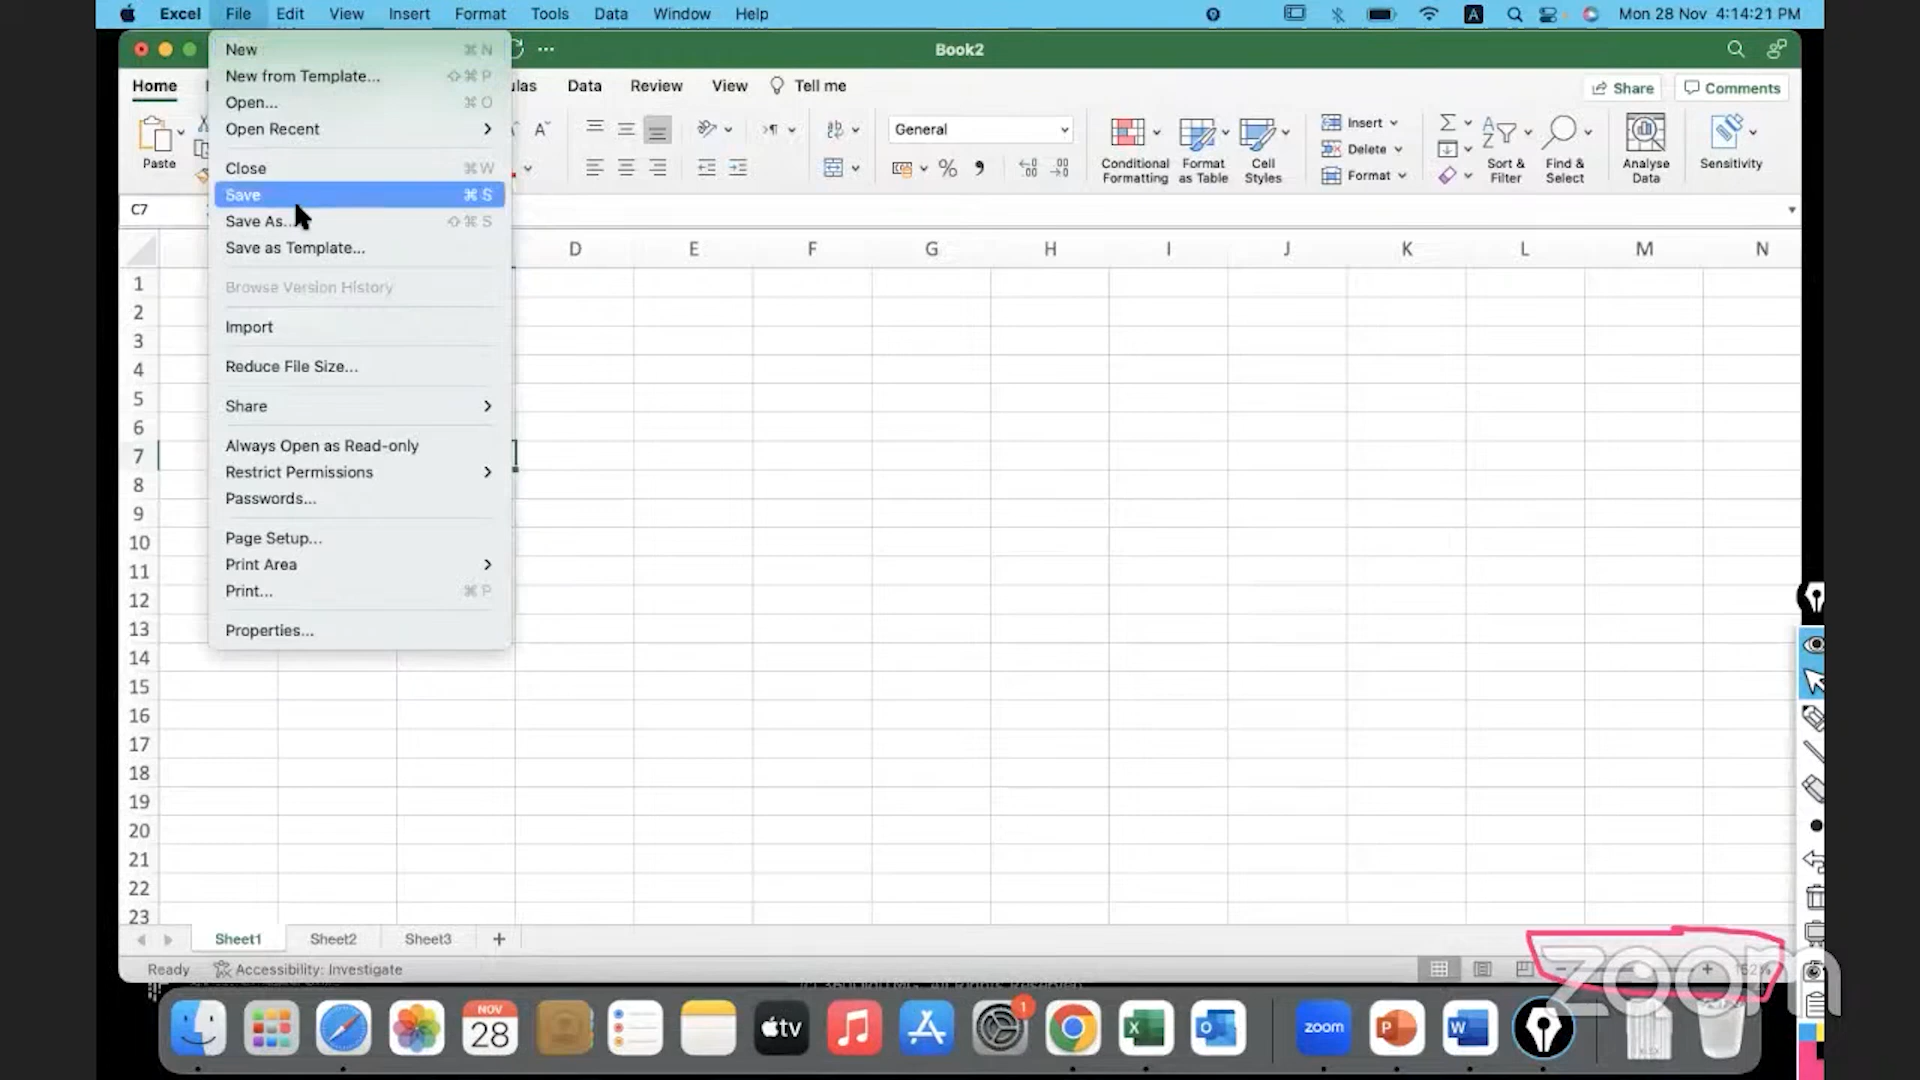 Excel File Edit View Insert Format Tools Data Window Help A Mon 28 Nov 4:14:21 PM
Book2
Home Data Review View Tell me Share Comments
New ⌘ N
New from Template... ⇧ ⌘ P
Open... ⌘ O
Open Recent
Close ⌘ W
Save ⌘ S
Save As... ⇧ ⌘ S
Save as Template...
Browse Version History
Import
Reduce File Size...
Share
Always Open as Read-only
Restrict Permissions
Passwords...
Page Setup...
Print Area
Print... ⌘ P
Properties...
Paste
General
Conditional Formatting
Format as Table
Cell Styles
Insert
Delete
Format
Sort & Filter
Find & Select
Analyse Data
Sensitivity
C7
D E F G H I J K L M N
1
2
3
4
5
6
7
8
9
10
11
12
13
14
15
16
17
18
19
20
21
22
23
Sheet1 Sheet2 Sheet3 +
Ready Accessibility: Investigate
zoom
NOV
28
tv
1
X
O
zoom
P
W